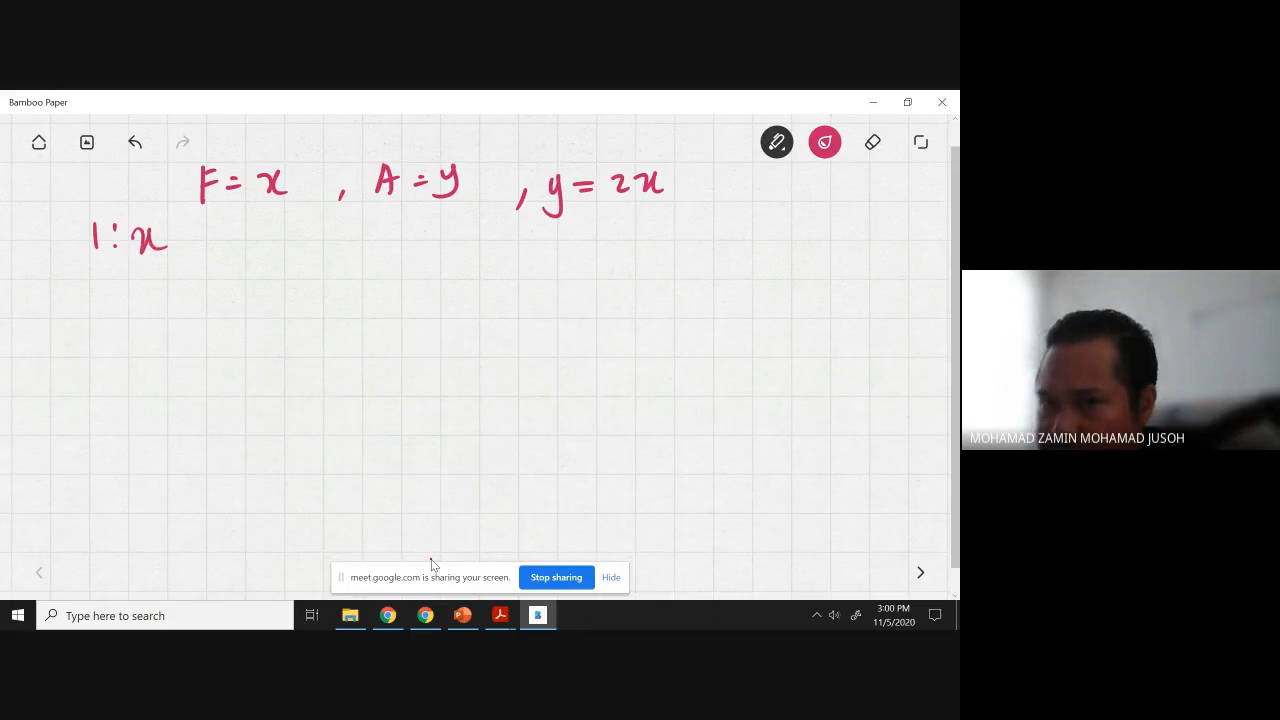 Bamboo Paper
F = x , A = y , y = 2x
1 : x
MOHAMAD ZAMIN MOHAMAD JUSOH
meet.google.com is sharing your screen. Stop sharing Hide
Type here to search
3:00 PM
11/5/2020